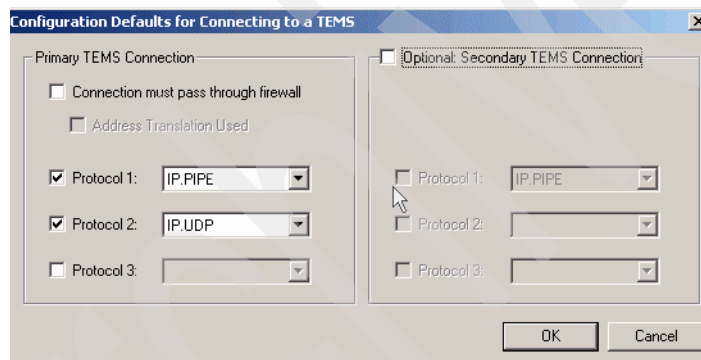 Configuration Defaults for Connecting to a TEMS
Primary TEMS Connection
Connection must pass through firewall
Address Translation Used
Protocol 1: IP.PIPE
Protocol 2: IP.UDP
Protocol 3:
Optional: Secondary TEMS Connection
Protocol 1: IP.PIPE
Protocol 2:
Protocol 3:
OK Cancel